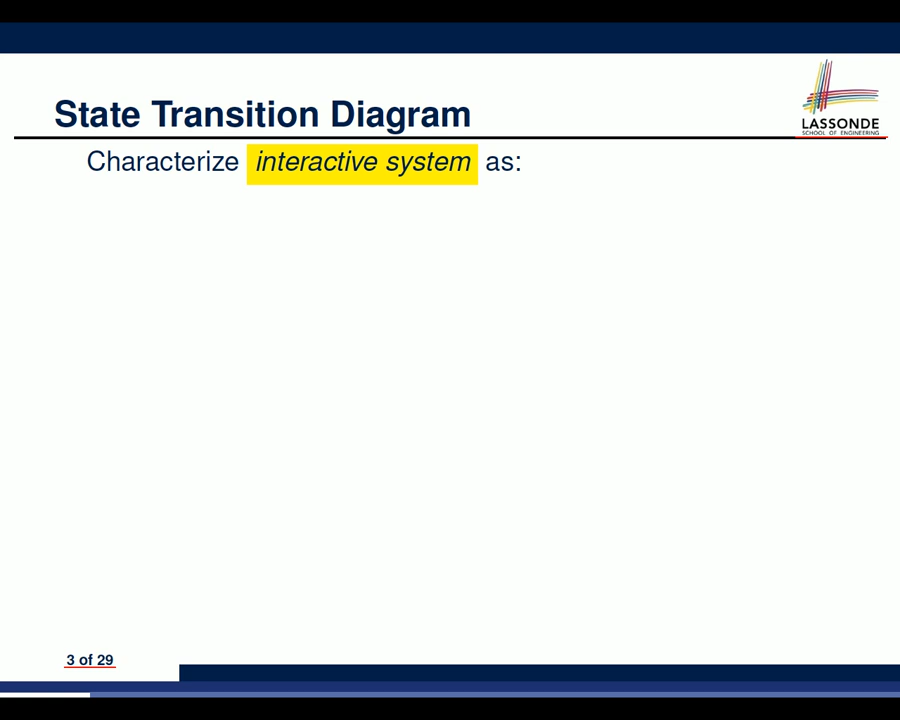 State Transition Diagram
LASSONDE
SCHOOL OF ENGINEERING
Characterize interactive system as:
3 of 29